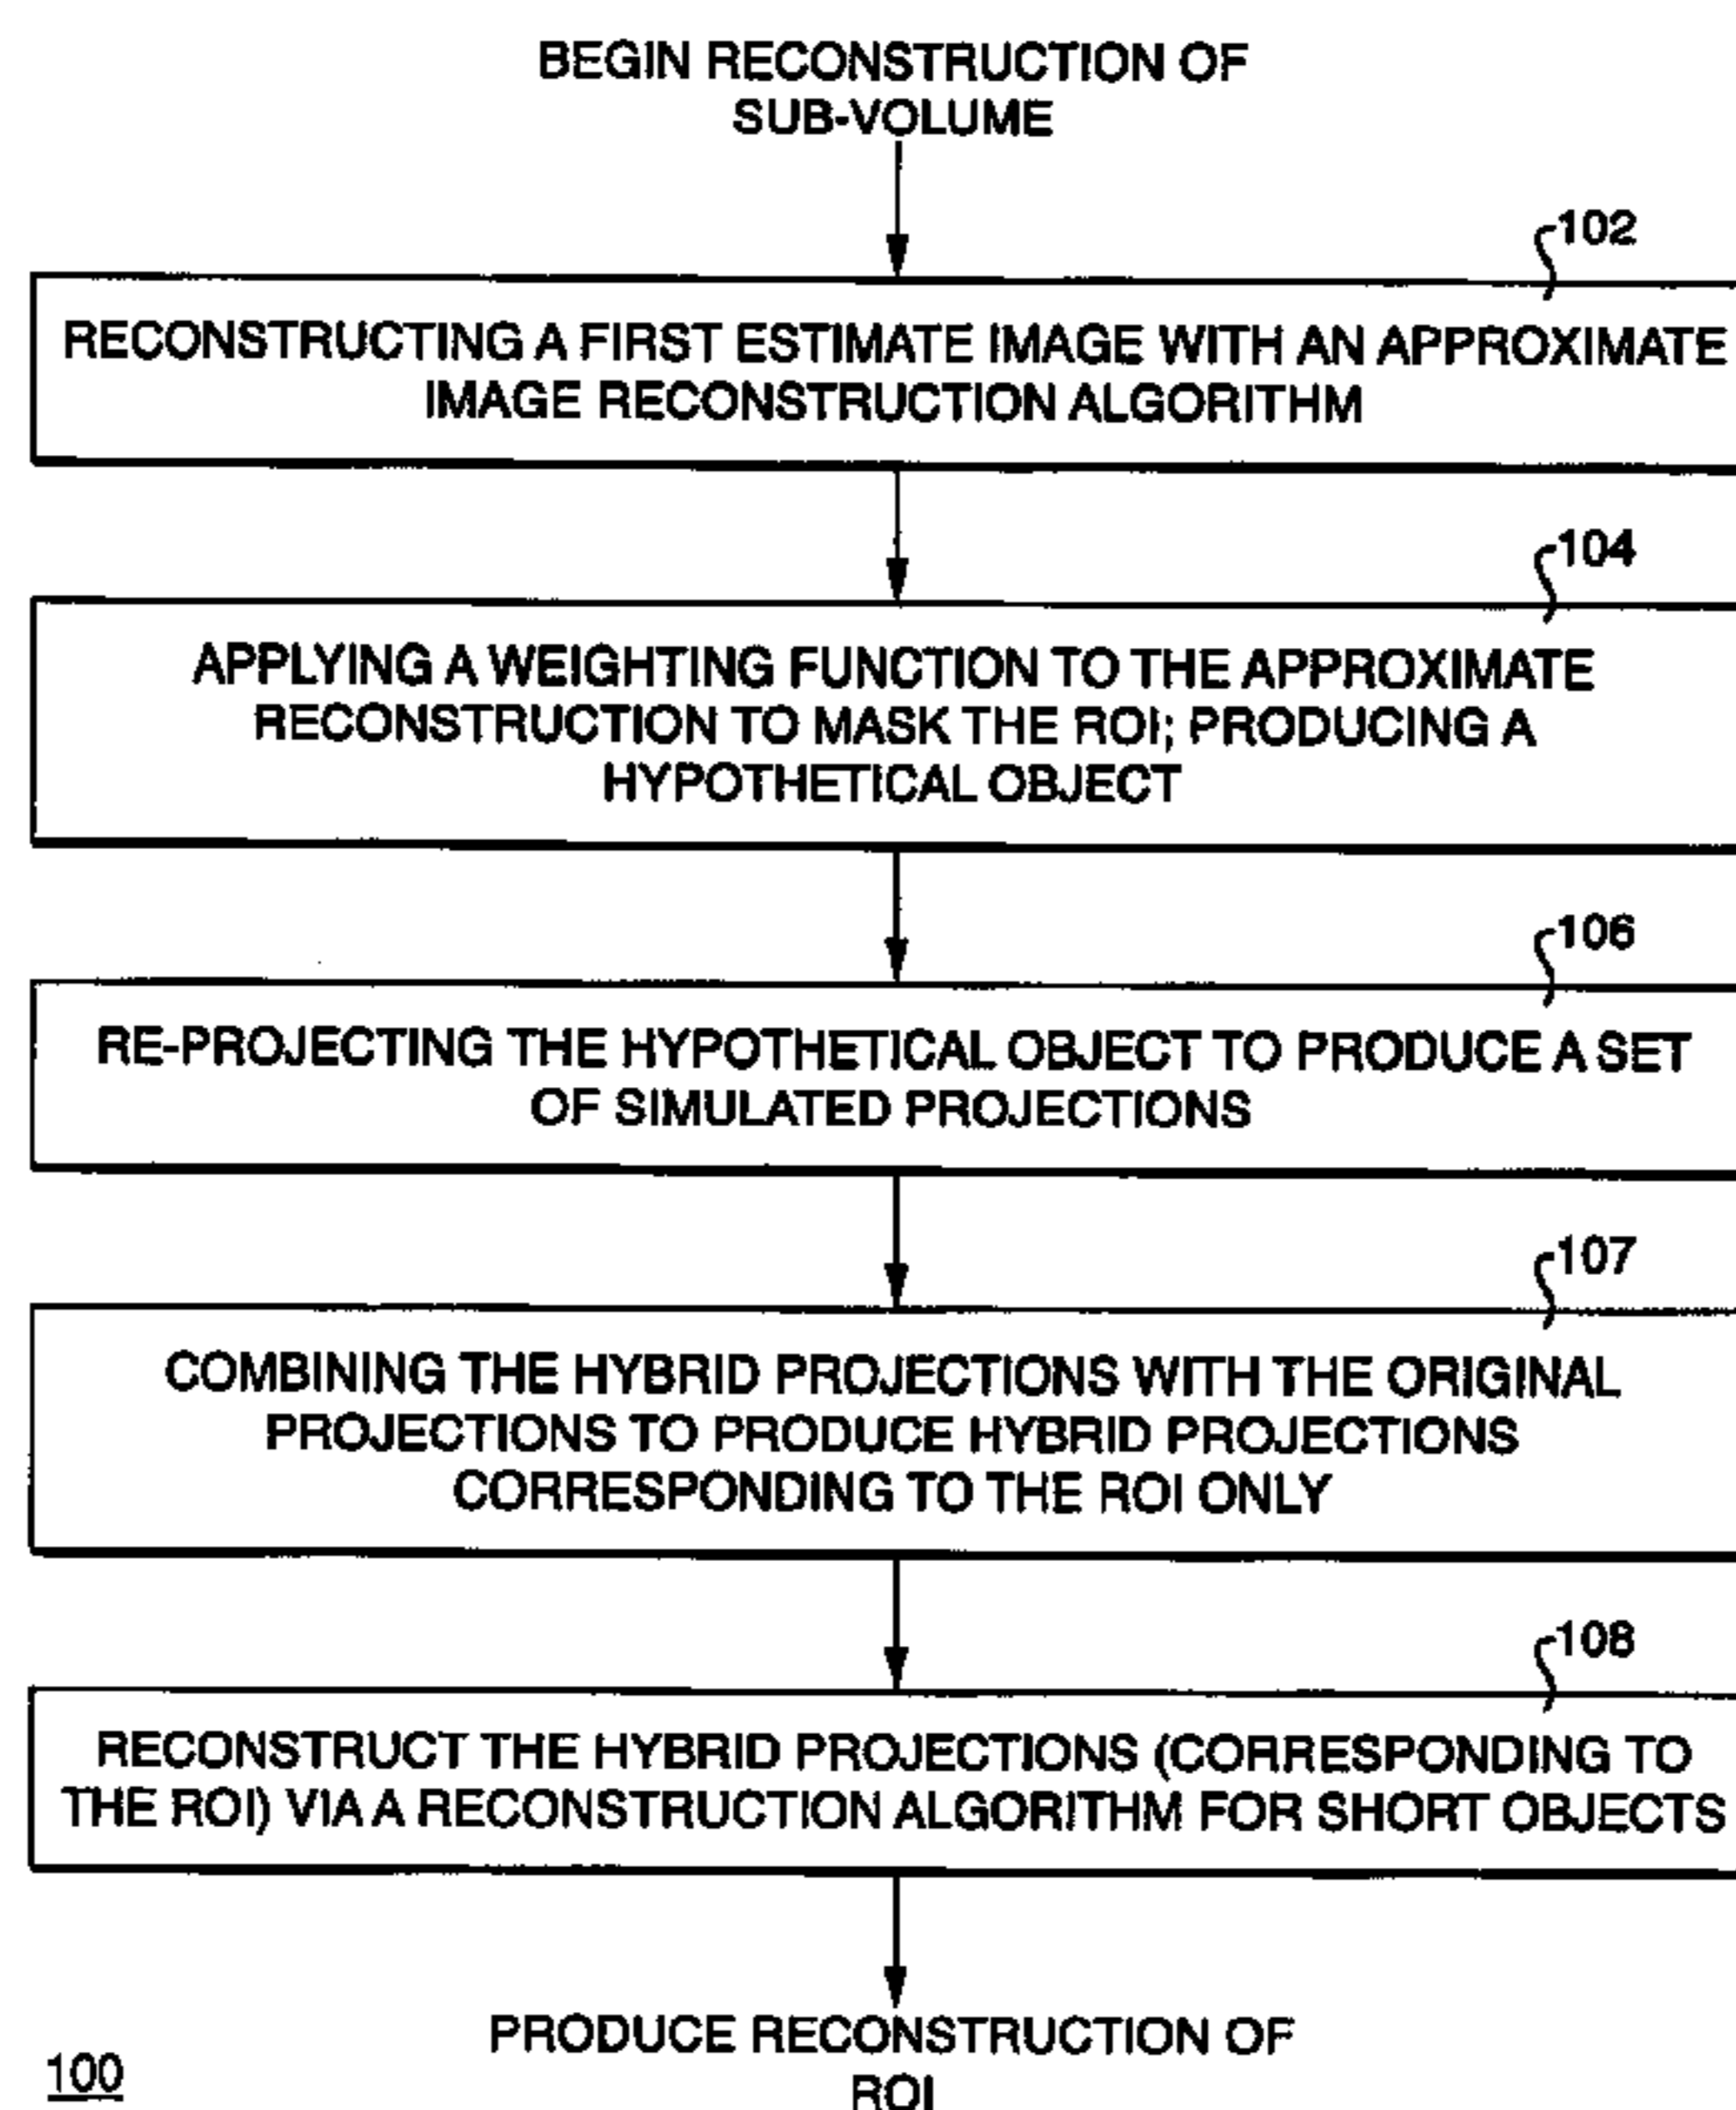 BEGIN RECONSTRUCTION OF
SUB-VOLUME
102
RECONSTRUCTING A FIRST ESTIMATE IMAGE WITH AN APPROXIMATE
IMAGE RECONSTRUCTION ALGORITHM
104
APPLYING A WEIGHTING FUNCTION TO THE APPROXIMATE
RECONSTRUCTION TO MASK THE ROI; PRODUCING A
HYPOTHETICAL OBJECT
106
RE-PROJECTING THE HYPOTHETICAL OBJECT TO PRODUCE A SET
OF SIMULATED PROJECTIONS
107
COMBINING THE HYBRID PROJECTIONS WITH THE ORIGINAL
PROJECTIONS TO PRODUCE HYBRID PROJECTIONS
CORRESPONDING TO THE ROI ONLY
108
RECONSTRUCT THE HYBRID PROJECTIONS (CORRESPONDING TO
THE ROI) VIA A RECONSTRUCTION ALGORITHM FOR SHORT OBJECTS
PRODUCE RECONSTRUCTION OF
ROI
100